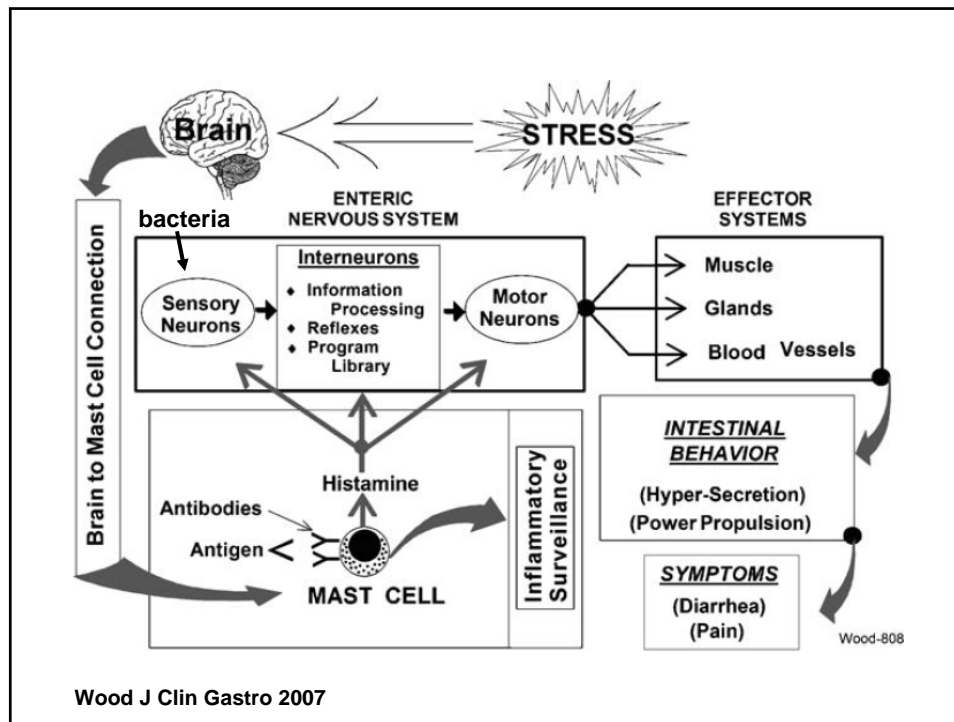 Brain
STRESS
ENTERIC
NERVOUS SYSTEM
EFFECTOR
SYSTEMS
bacteria
Brain to Mast Cell Connection
Sensory
Neurons
Interneurons
♦ Information
Processing
♦ Reflexes
♦ Program
Library
Motor
Neurons
Muscle
Glands
Blood Vessels
Histamine
Antibodies
Antigen
MAST CELL
Inflammatory
Surveillance
INTESTINAL
BEHAVIOR
(Hyper-Secretion)
(Power Propulsion)
SYMPTOMS
(Diarrhea)
(Pain)
Wood-808
Wood J Clin Gastro 2007